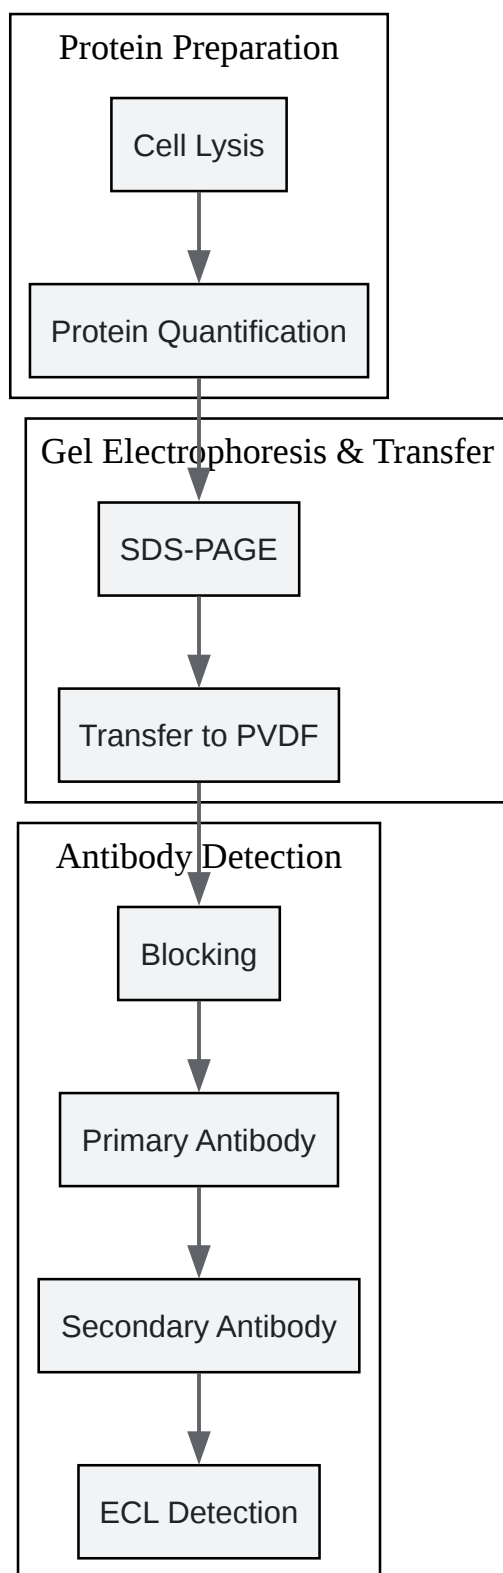 Protein Preparation
Cell Lysis
Protein Quantification
Gel Electrophoresis & Transfer
SDS-PAGE
Transfer to PVDF
Antibody Detection
Blocking
Primary Antibody
Secondary Antibody
ECL Detection